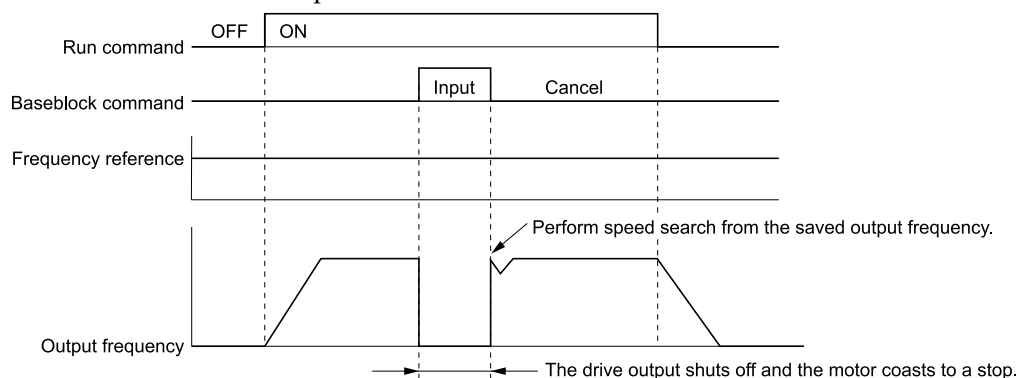 Run command
OFF
ON
Baseblock command
Input
Cancel
Frequency reference
Perform speed search from the saved output frequency.
Output frequency
The drive output shuts off and the motor coasts to a stop.